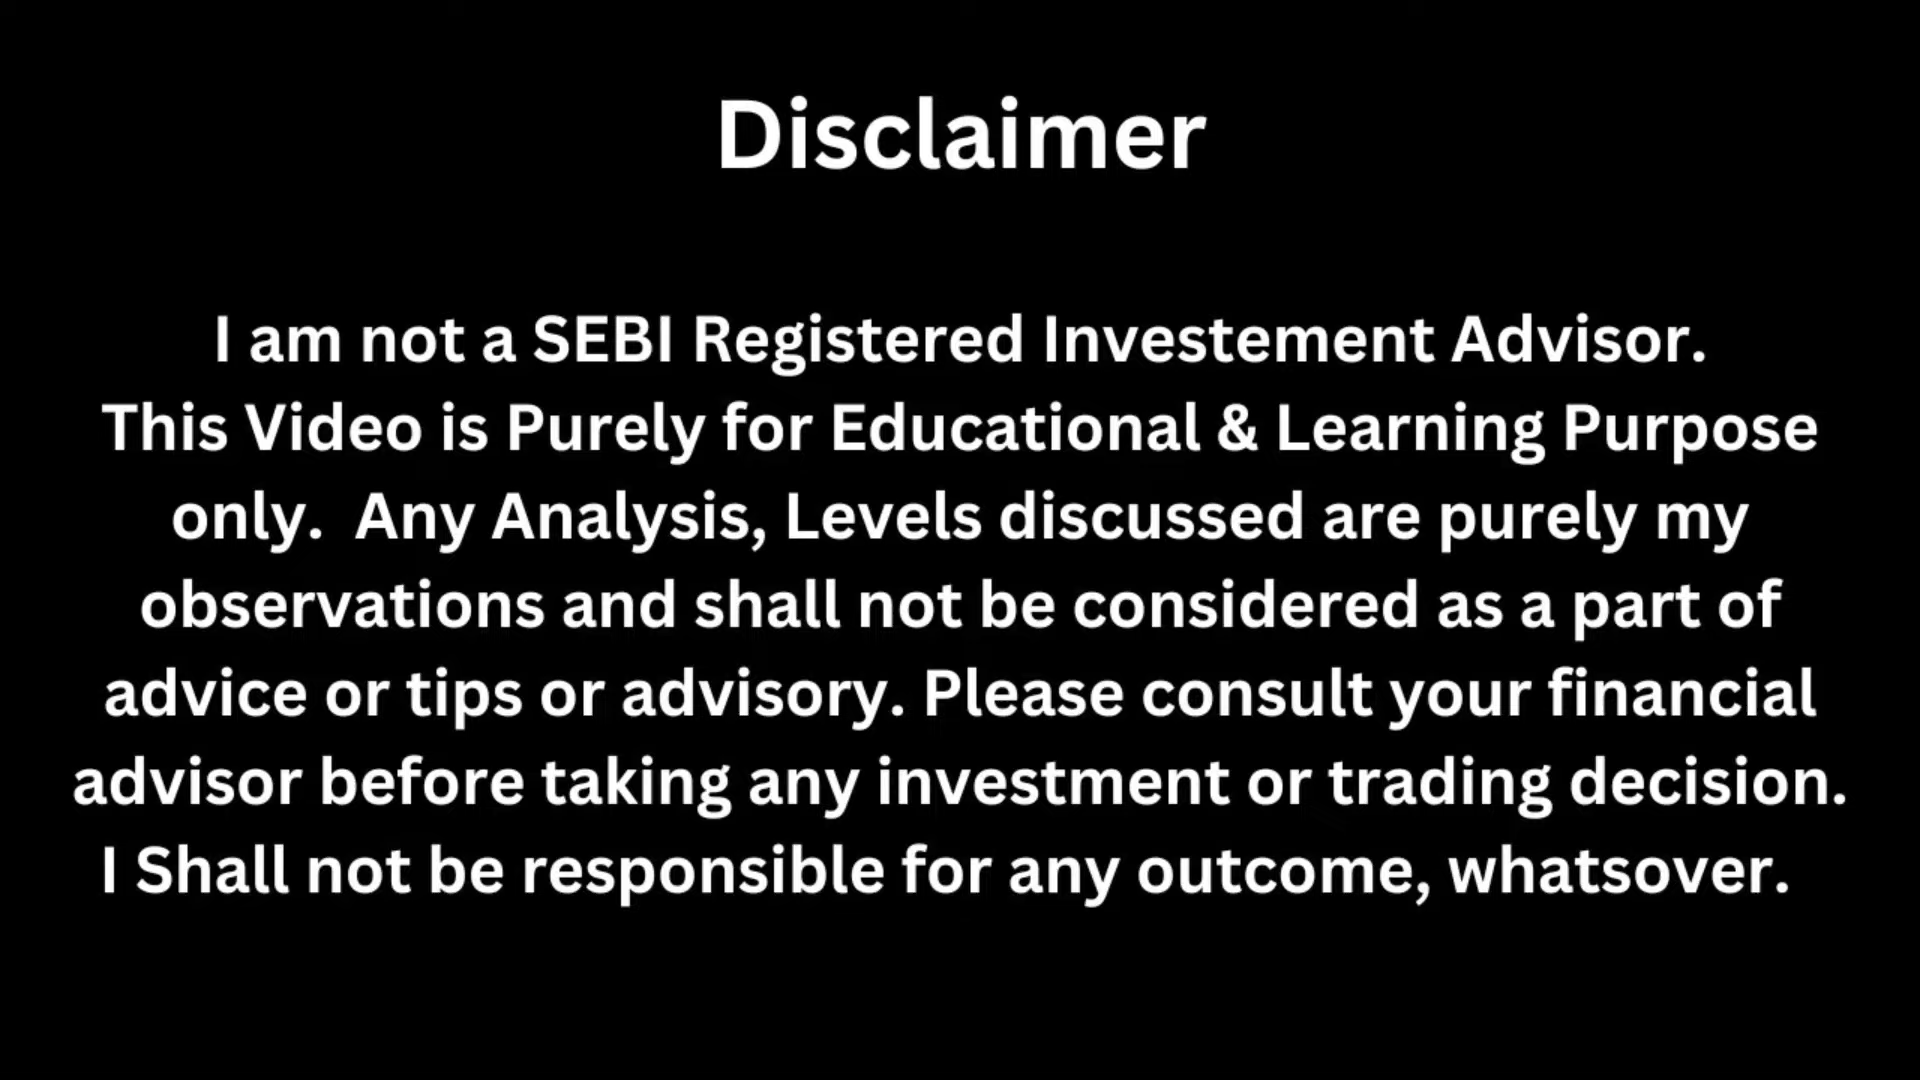 Disclaimer
I am not a SEBI Registered Investement Advisor.
This Video is Purely for Educational & Learning Purpose
only.  Any Analysis, Levels discussed are purely my
observations and shall not be considered as a part of
advice or tips or advisory. Please consult your financial
advisor before taking any investment or trading decision.
I Shall not be responsible for any outcome, whatsover.